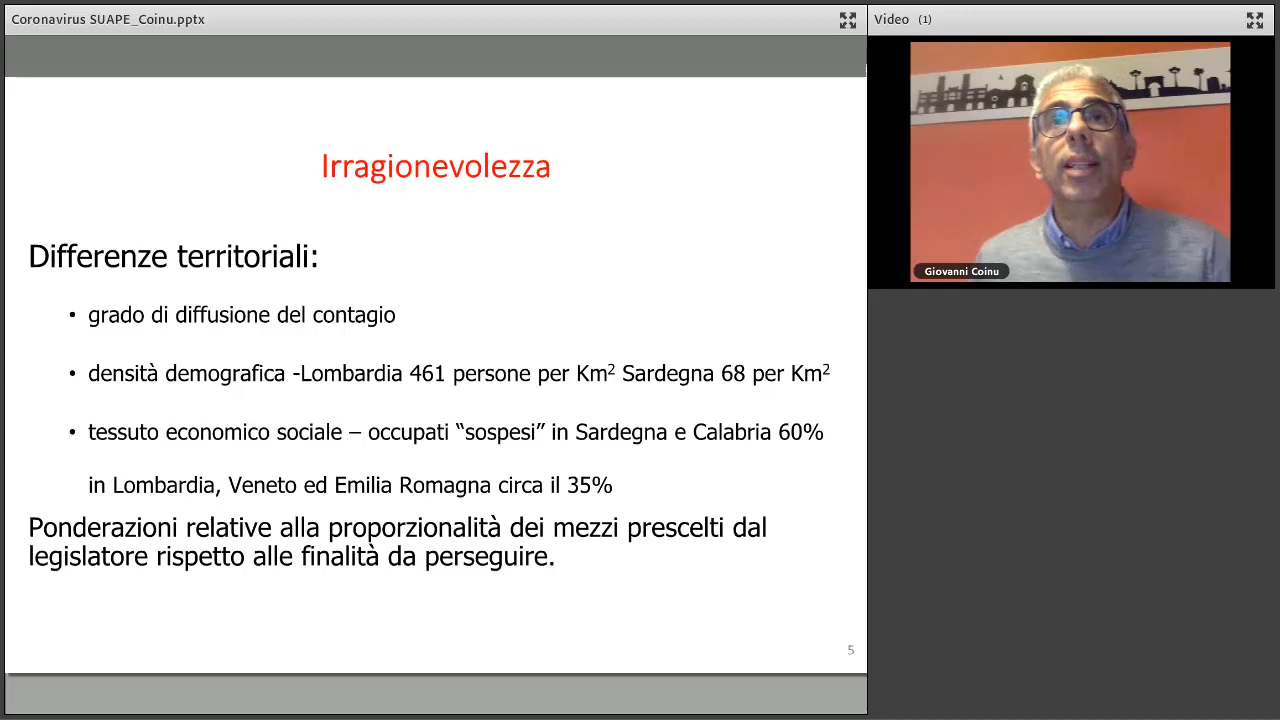 Coronavirus SUAPE_Coinu.pptx
Video (1)
Irragionevolezza
Differenze territoriali:
• grado di diffusione del contagio
• densità demografica -Lombardia 461 persone per Km² Sardegna 68 per Km²
• tessuto economico sociale – occupati “sospesi” in Sardegna e Calabria 60%
in Lombardia, Veneto ed Emilia Romagna circa il 35%
Ponderazioni relative alla proporzionalità dei mezzi prescelti dal
legislatore rispetto alle finalità da perseguire.
5
Giovanni Coinu